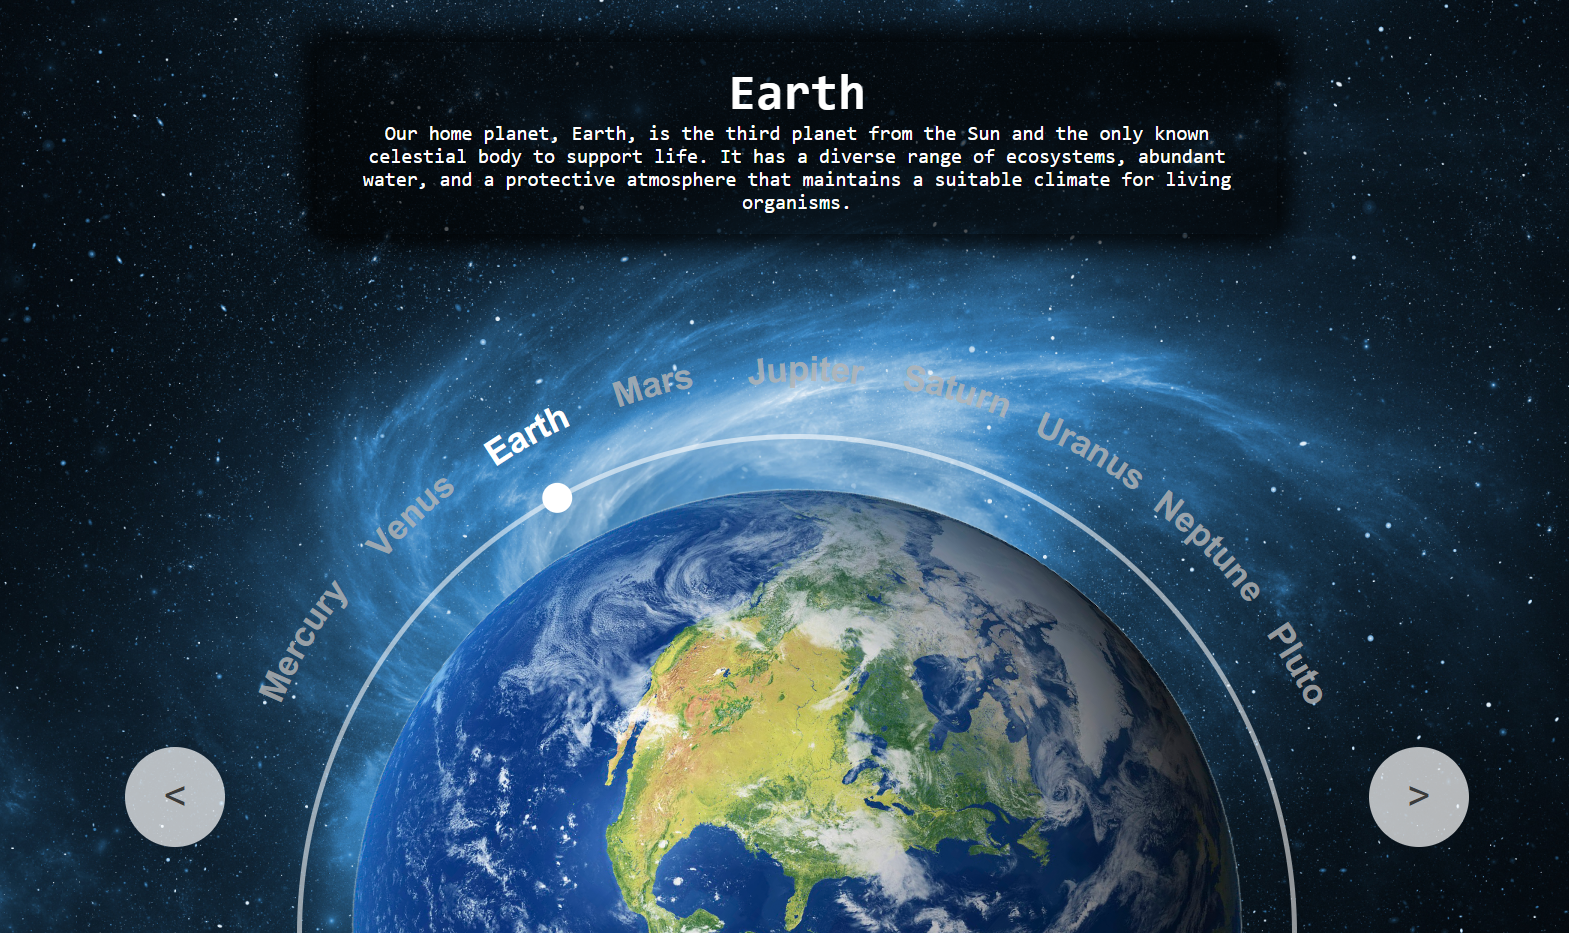 Earth
Our home planet, Earth, is the third planet from the Sun and the only known
celestial body to support life. It has a diverse range of ecosystems, abundant
water, and a protective atmosphere that maintains a suitable climate for living
organisms.
Mercury
Venus
Earth
Mars
Jupiter
Saturn
Uranus
Neptune
Pluto
<
>